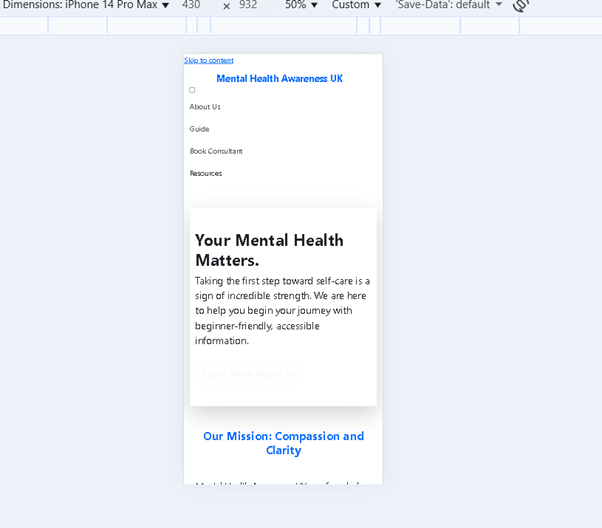 Dimensions: iPhone 14 Pro Max ▼ 430 × 932 50% ▼ Custom ▼ 'Save-Data': default ▼
Skip to content
Mental Health Awareness UK
About Us
Guide
Book Consultant
Resources
Your Mental Health
Matters.
Taking the first step toward self-care is a
sign of incredible strength. We are here
to help you begin your journey with
beginner-friendly, accessible
information.
Learn More About Us
Our Mission: Compassion and
Clarity